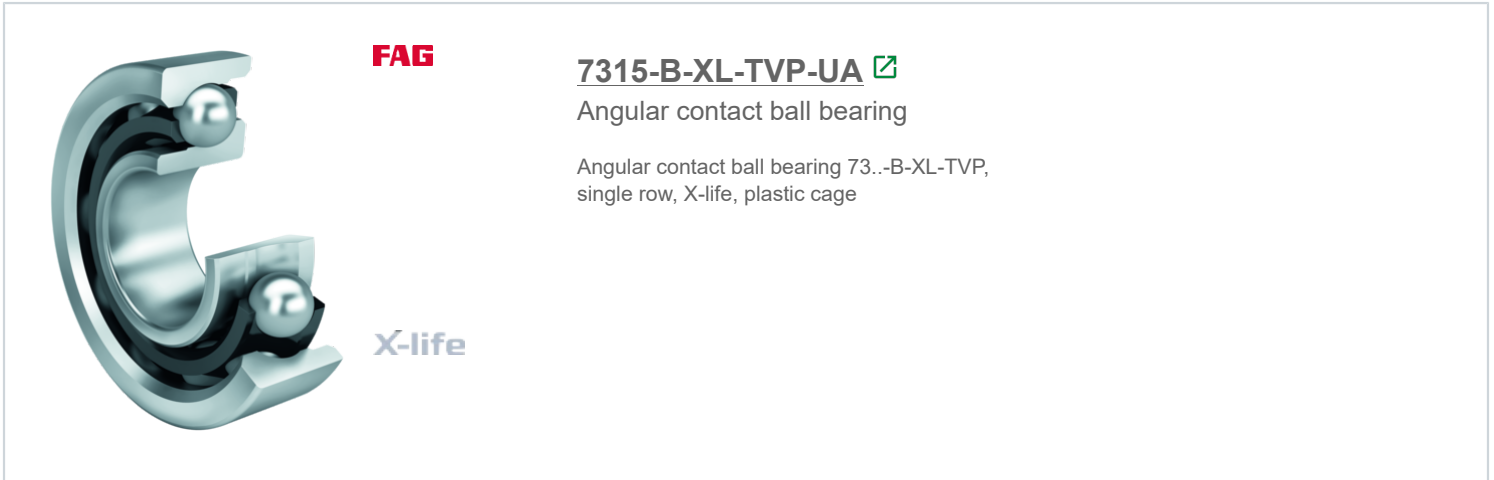 FAG
7315-B-XL-TVP-UA
Angular contact ball bearing
Angular contact ball bearing 73..-B-XL-TVP,
single row, X-life, plastic cage
X-life